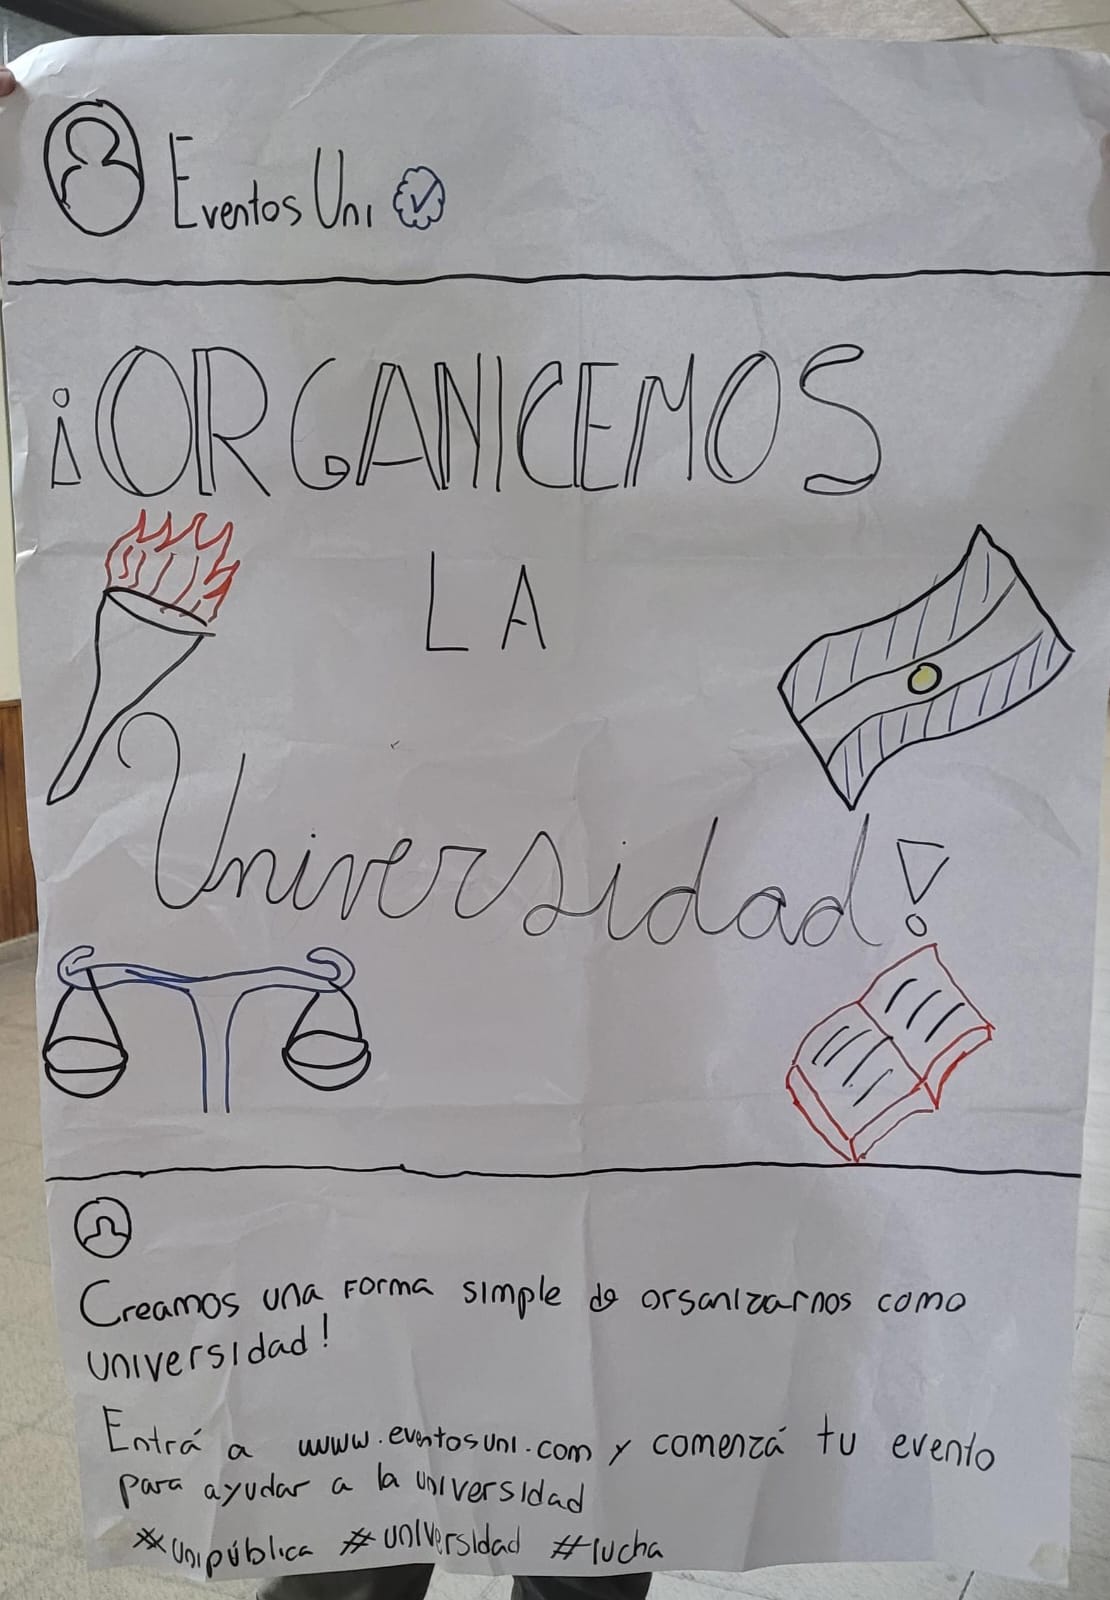 Eventos Uni
¡ORGANICEMOS
LA
Universidad!
Creamos una forma simple de organizarnos como
universidad!
Entrá a www.eventosuni.com y comenzá tu evento
para ayudar a la universidad
#unipública #universidad #lucha